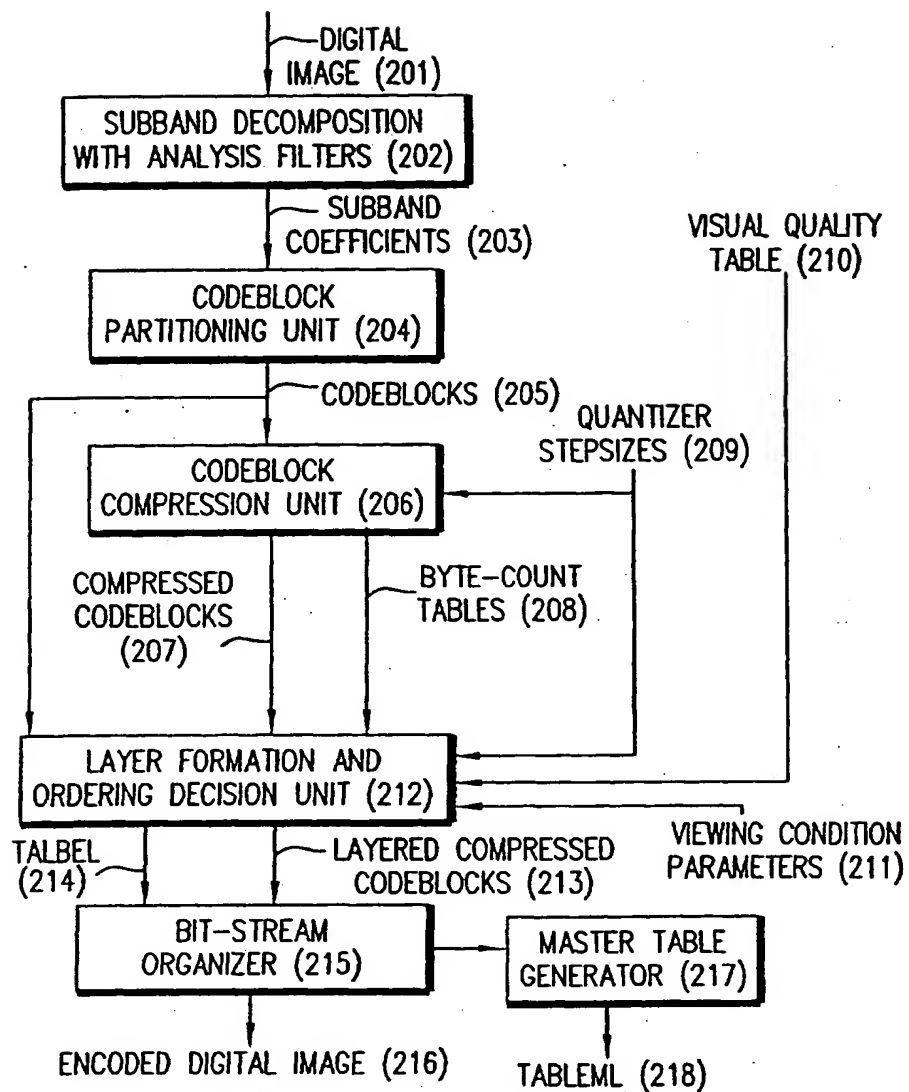 DIGITAL
IMAGE (201)
SUBBAND DECOMPOSITION
WITH ANALYSIS FILTERS (202)
SUBBAND
COEFFICIENTS (203)
VISUAL QUALITY
TABLE (210)
CODEBLOCK
PARTITIONING UNIT (204)
CODEBLOCKS (205)
QUANTIZER
STEPSIZES (209)
CODEBLOCK
COMPRESSION UNIT (206)
COMPRESSED
CODEBLOCKS
(207)
BYTE-COUNT
TABLES (208)
LAYER FORMATION AND
ORDERING DECISION UNIT (212)
VIEWING CONDITION
PARAMETERS (211)
TALBEL
(214)
LAYERED COMPRESSED
CODEBLOCKS (213)
BIT-STREAM
ORGANIZER (215)
MASTER TABLE
GENERATOR (217)
ENCODED DIGITAL IMAGE (216)
TABLEML (218)